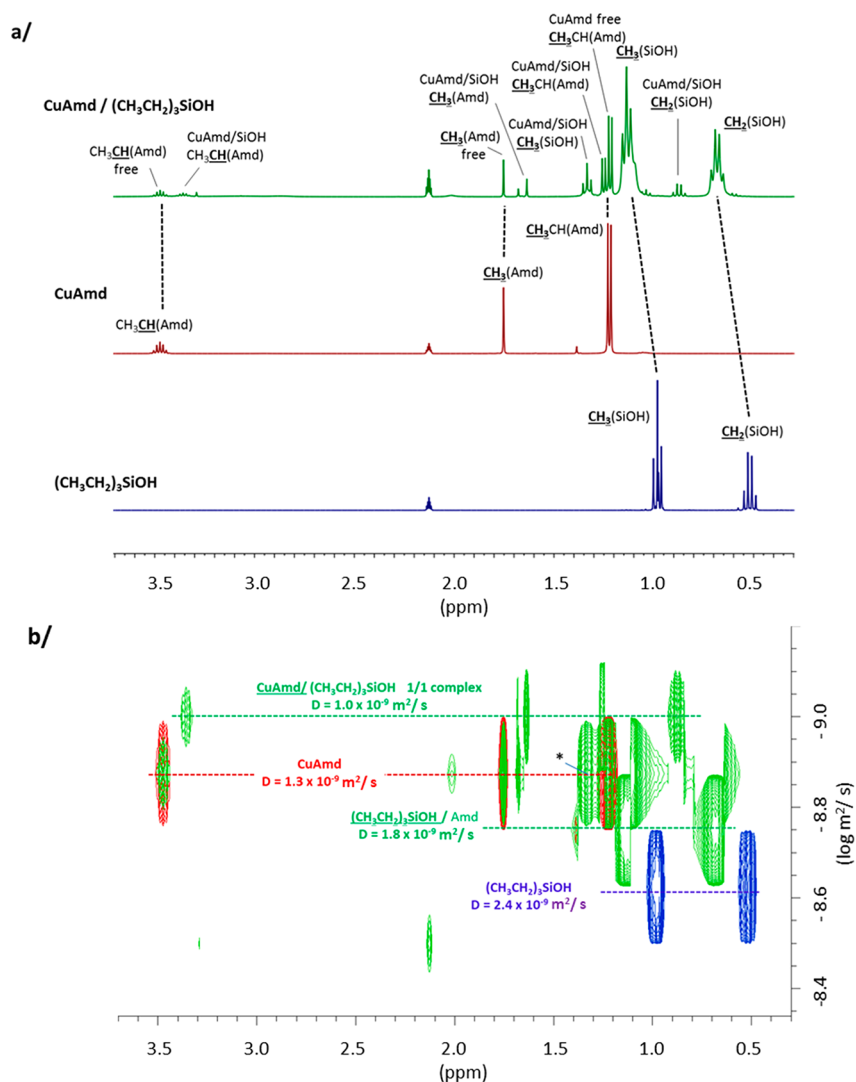 a/
CuAmd free
CH₃CH(Amd)
CH₃(SiOH)
CuAmd/SiOH
CH₃CH(Amd)
CuAmd/SiOH
CH₃(Amd)
CuAmd/SiOH
CH₂(SiOH)
CuAmd / (CH₃CH₂)₃SiOH
CH₃CH(Amd)
free
CuAmd/SiOH
CH₃CH(Amd)
CH₃(Amd)
free
CuAmd/SiOH
CH₃(SiOH)
CH₂(SiOH)
CH₃CH(Amd)
CH₃(Amd)
CuAmd
CH₃CH(Amd)
CH₃(SiOH)
CH₂(SiOH)
(CH₃CH₂)₃SiOH
3.5 3.0 2.5 2.0 1.5 1.0 0.5
(ppm)
b/
CuAmd/ (CH₃CH₂)₃SiOH 1/1 complex
D = 1.0 x 10⁻⁹ m²/ s
- 9.0
*
CuAmd
D = 1.3 x 10⁻⁹ m²/ s
- 8.8
(CH₃CH₂)₃SiOH / Amd
D = 1.8 x 10⁻⁹ m²/ s
(CH₃CH₂)₃SiOH
D = 2.4 x 10⁻⁹ m²/ s
- 8.6
-8.4
(log m²/ s)
3.5 3.0 2.5 2.0 1.5 1.0 0.5
(ppm)